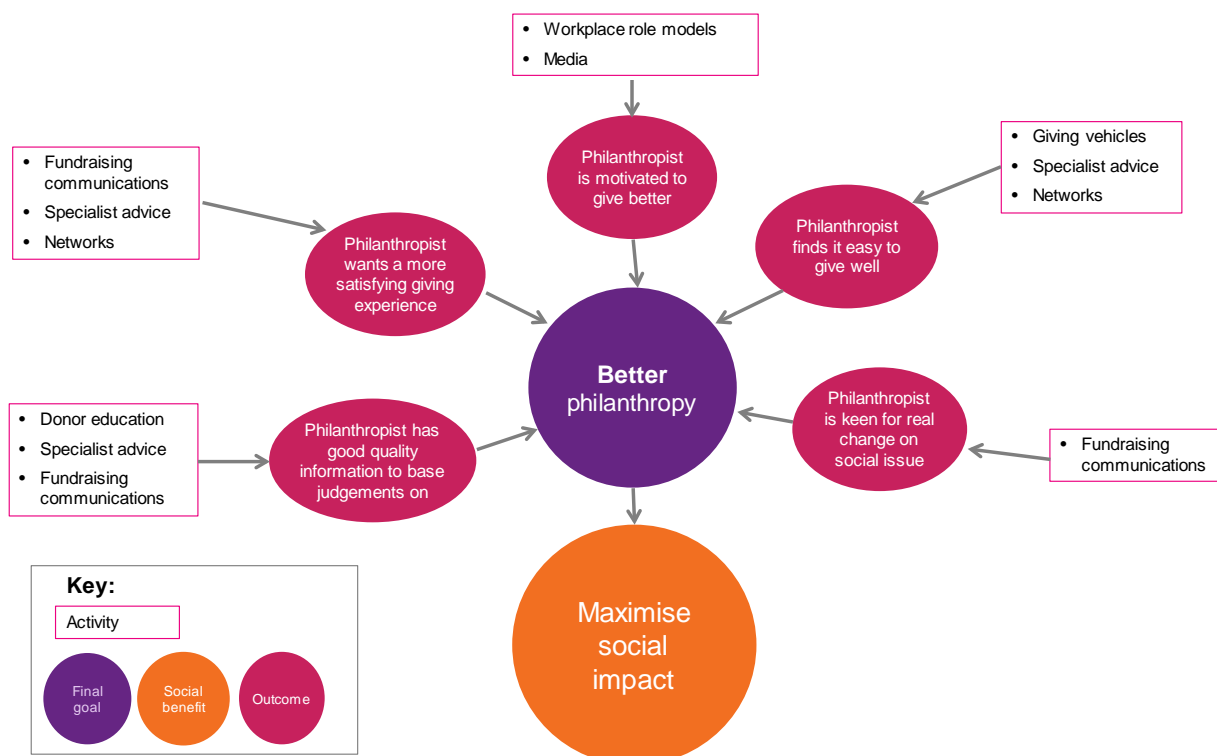 • Workplace role models
• Media
Philanthropist
is motivated to
give better
• Giving vehicles
• Specialist advice
• Networks
• Fundraising
communications
• Specialist advice
• Networks
Philanthropist
finds it easy to
give well
Philanthropist
wants a more
satisfying giving
experience
Better
philanthropy
Philanthropist
is keen for real
change on
social issue
• Donor education
• Specialist advice
• Fundraising
communications
Philanthropist has
good quality
information to base
judgements on
• Fundraising
communications
Maximise
social
impact
Key:
Activity
Final
goal
Social
benefit
Outcome